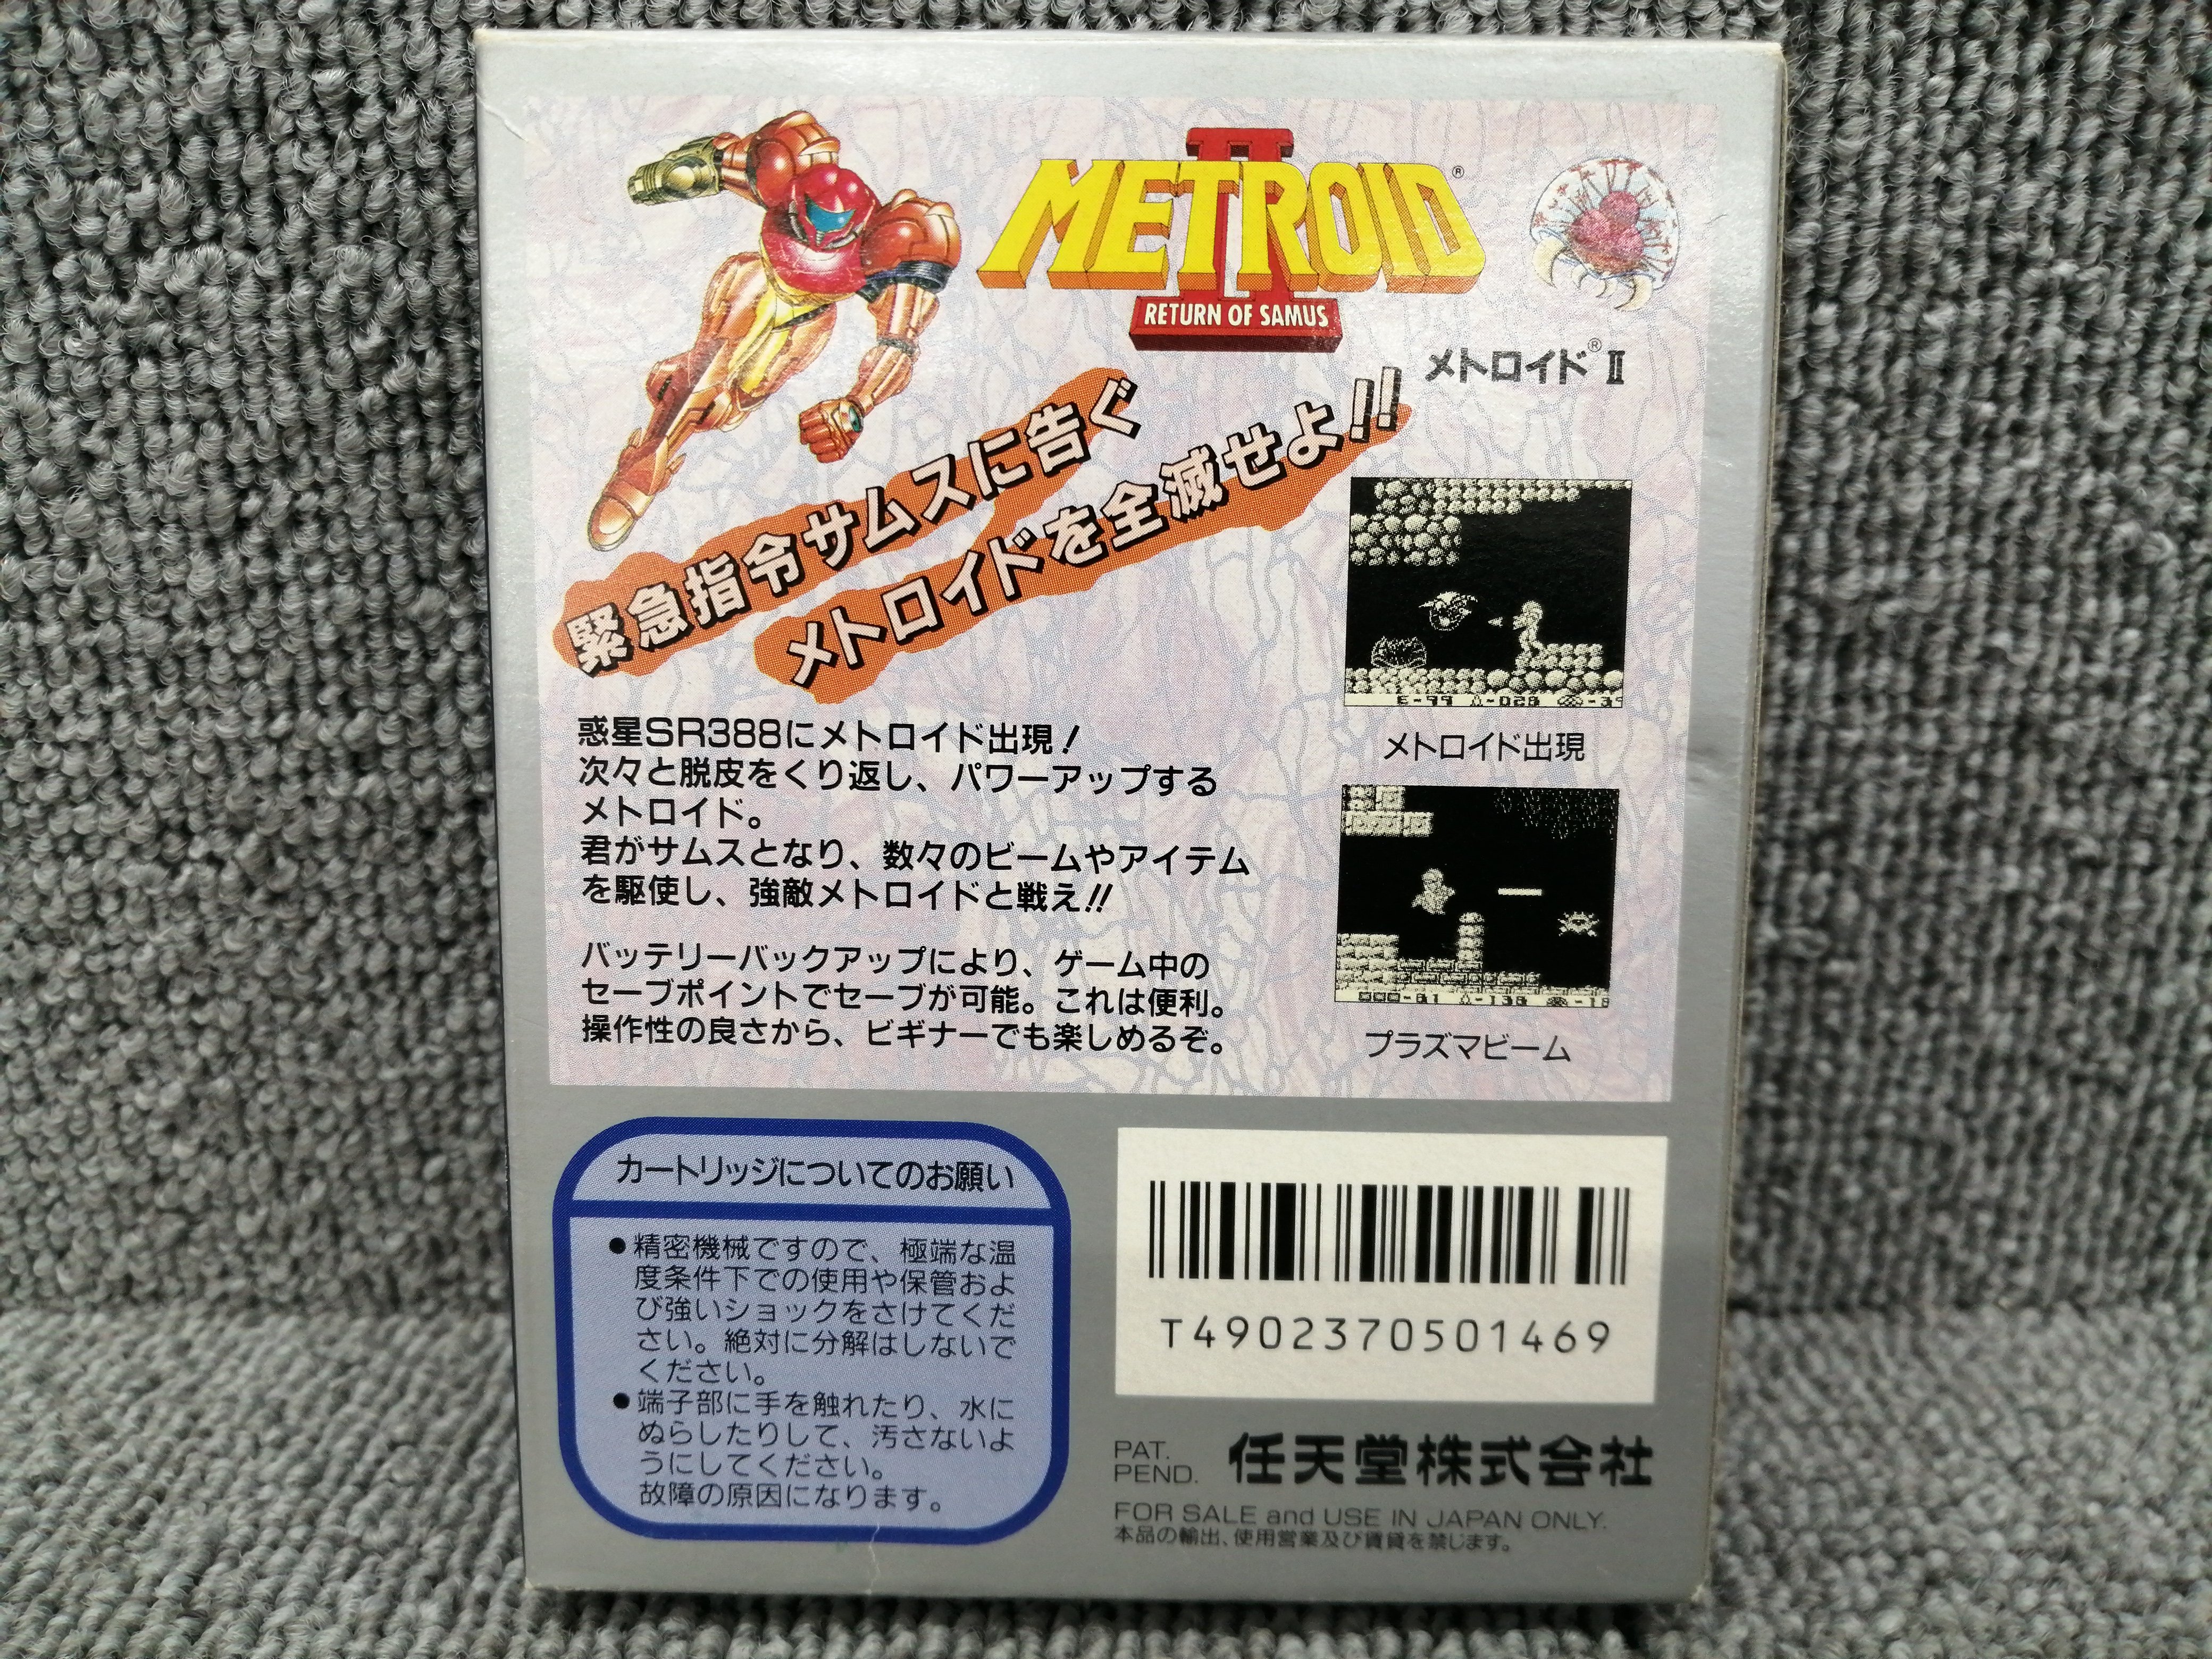 METROID®
II
RETURN OF SAMUS
メトロイド®II
緊急指令サムスに告ぐ
メトロイドを全滅せよ!!
惑星SR388にメトロイド出現!
次々と脱皮をくり返し、パワーアップする
メトロイド。
君がサムスとなり、数々のビームやアイテム
を駆使し、強敵メトロイドと戦え!!
バッテリーバックアップにより、ゲーム中の
セーブポイントでセーブが可能。これは便利。
操作性の良さから、ビギナーでも楽しめるぞ。
E-99 -028 -39
メトロイド出現
-81 -138 -18
プラズマビーム
カートリッジについてのお願い
●精密機械ですので、極端な温
度条件下での使用や保管およ
び強いショックをさけてくだ
さい。絶対に分解はしないで
ください。
●端子部に手を触れたり、水に
ぬらしたりして、汚さないよ
うにしてください。
故障の原因になります。
T4902370501469
PAT.
PEND.
任天堂株式会社
FOR SALE and USE IN JAPAN ONLY.
本品の輸出、使用営業及び賃貸を禁じます。